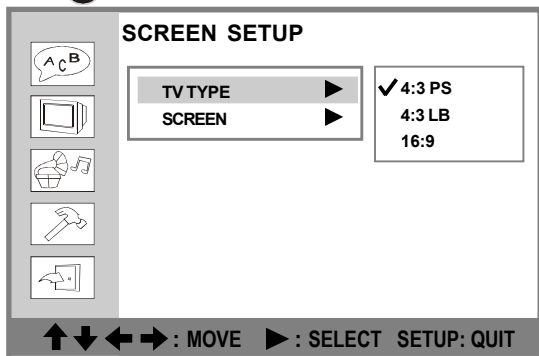 SCREEN SETUP
A C B
TV TYPE
SCREEN
4:3 PS
4:3 LB
16:9
: MOVE : SELECT SETUP: QUIT